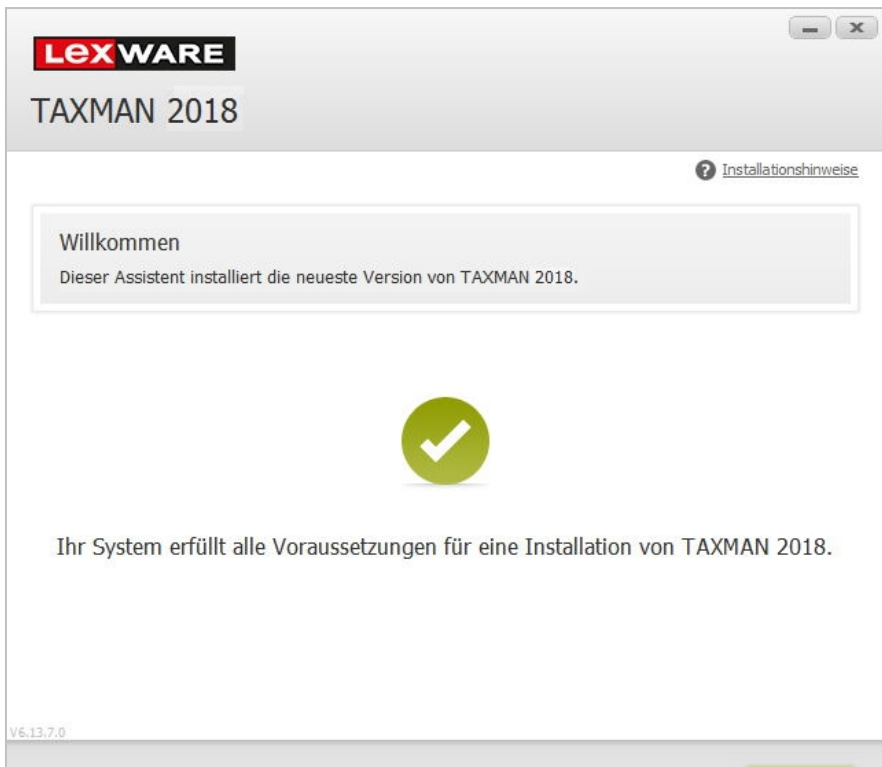 LEXWARE
TAXMAN 2018
Installationshinweise
Willkommen
Dieser Assistent installiert die neueste Version von TAXMAN 2018.
Ihr System erfüllt alle Voraussetzungen für eine Installation von TAXMAN 2018.
V6.13.7.0